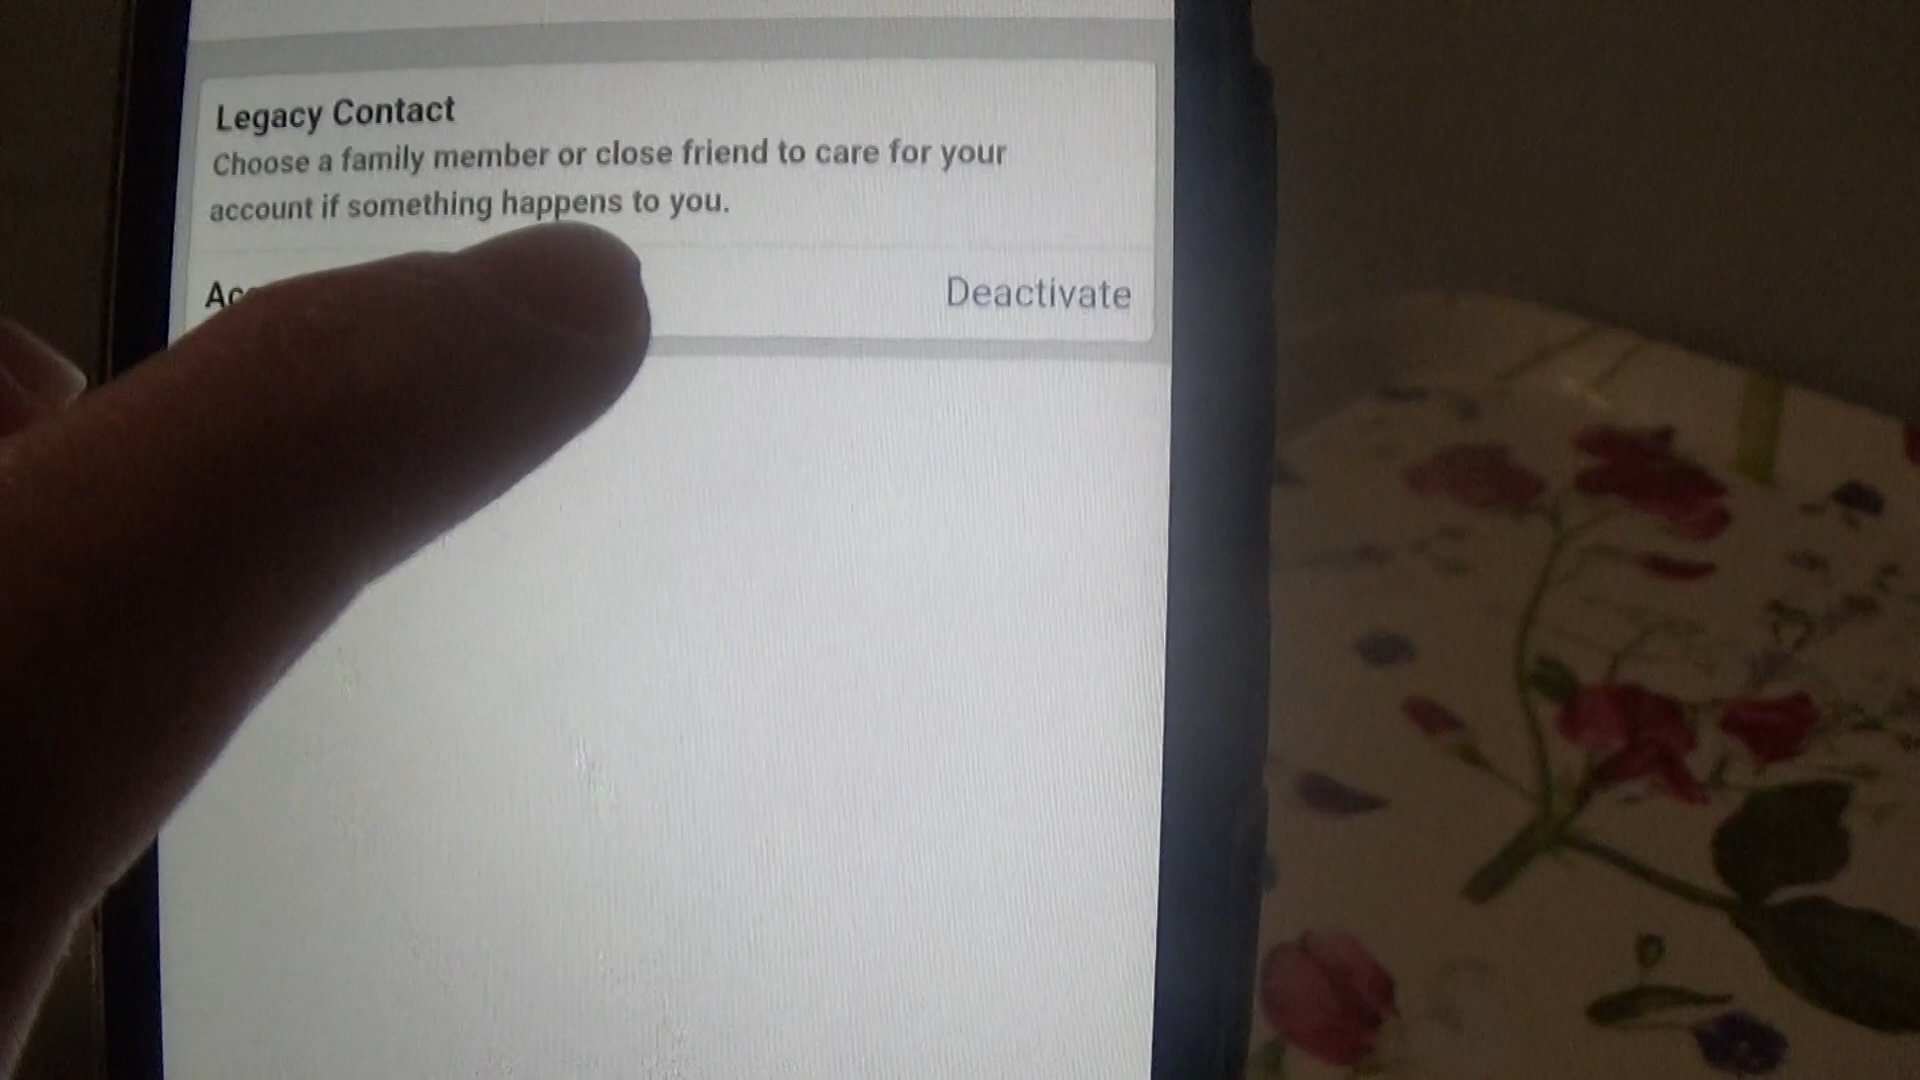 Legacy Contact
Choose a family member or close friend to care for your
account if something happens to you.
Deactivate